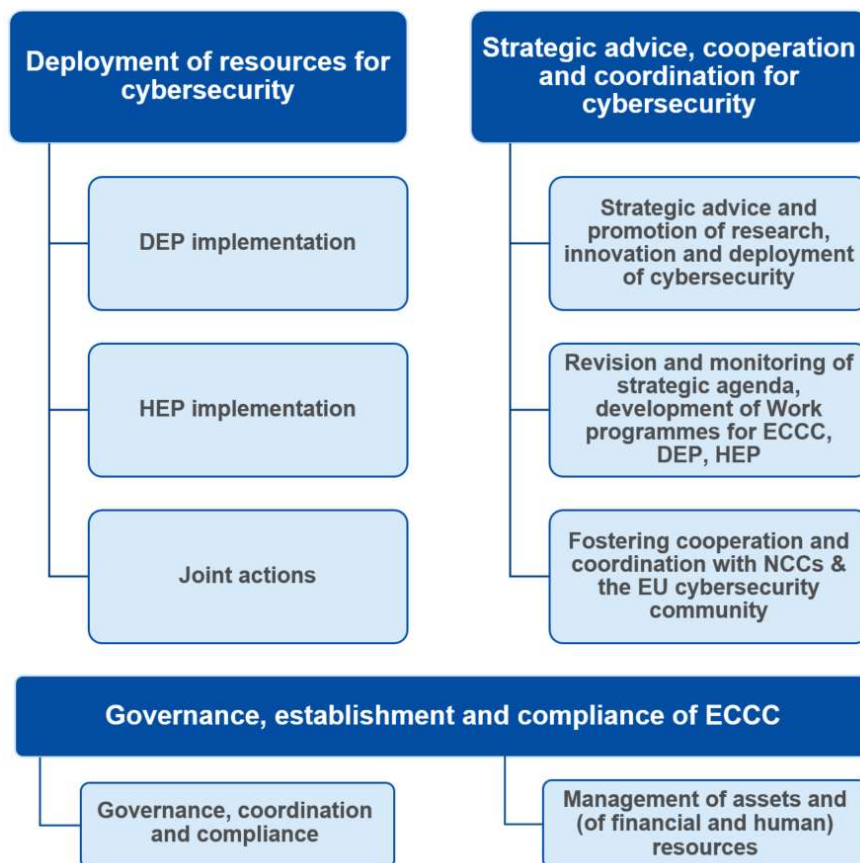 Deployment of resources for
cybersecurity
DEP implementation
HEP implementation
Joint actions
Strategic advice, cooperation
and coordination for
cybersecurity
Strategic advice and
promotion of research,
innovation and deployment
of cybersecurity
Revision and monitoring of
strategic agenda,
development of Work
programmes for ECCC,
DEP, HEP
Fostering cooperation and
coordination with NCCs &
the EU cybersecurity
community
Governance, establishment and compliance of ECCC
Governance, coordination
and compliance
Management of assets and
(of financial and human)
resources